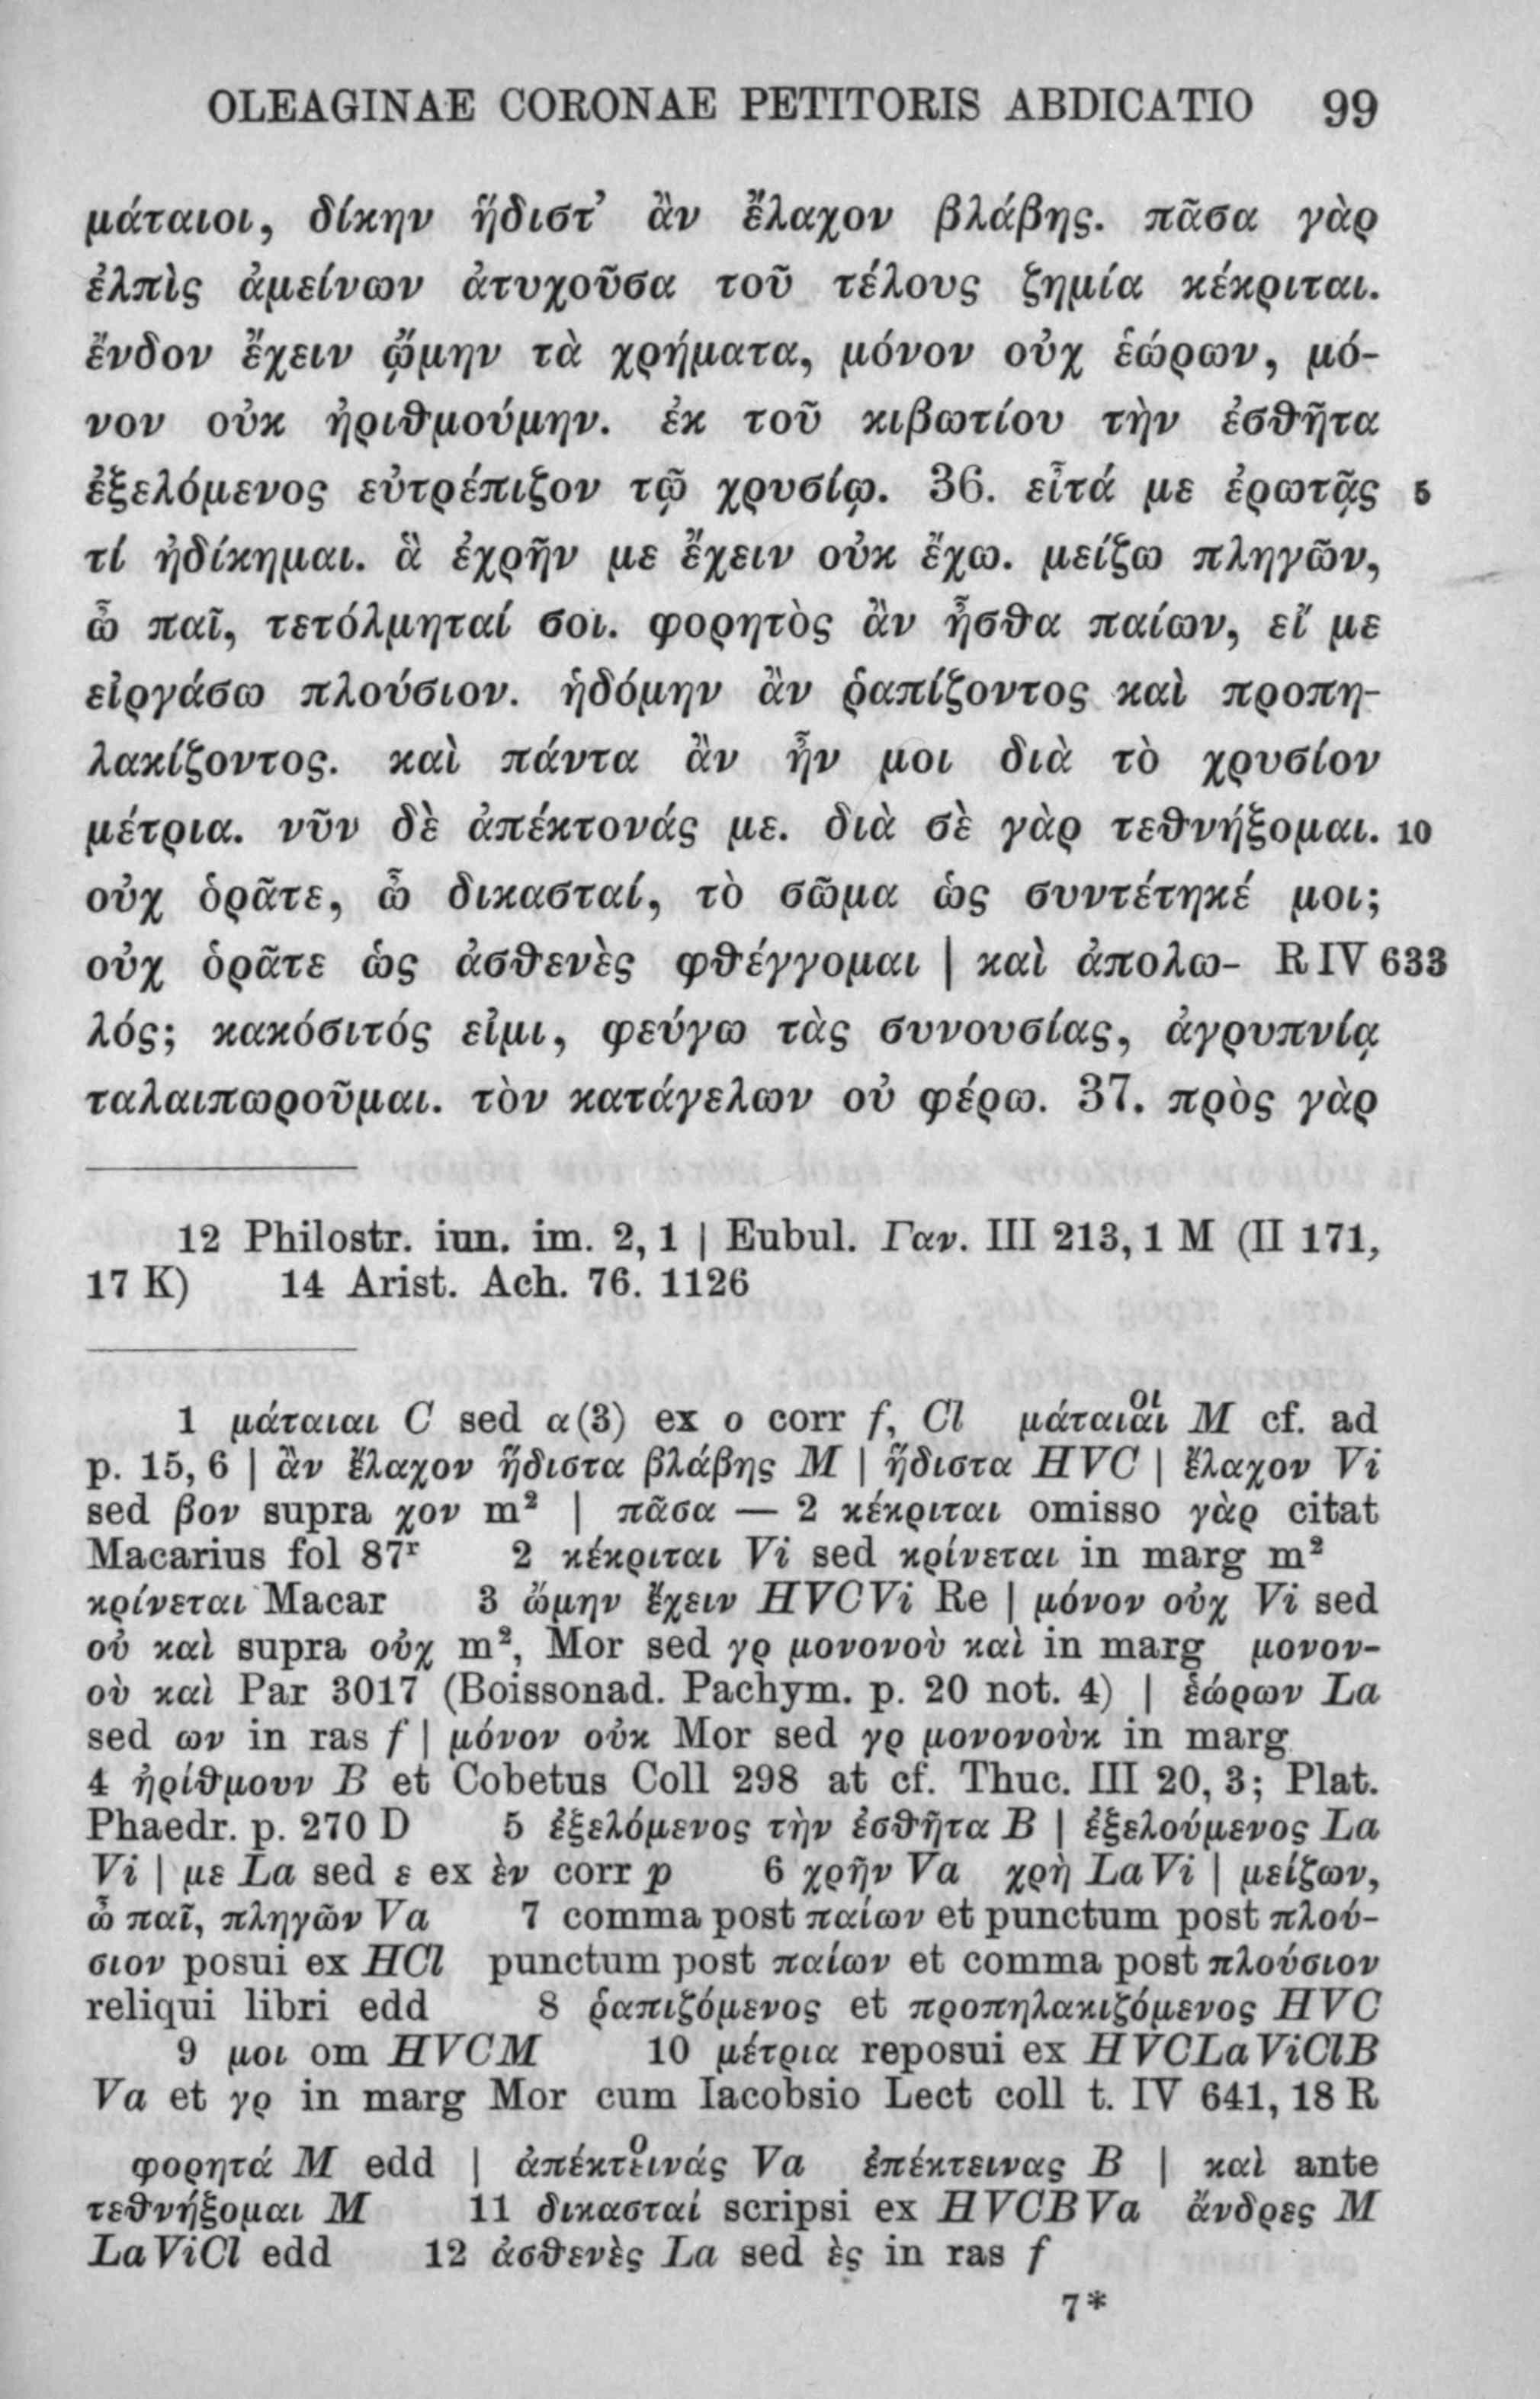 OLEAGINAE CORONAE PETITORIS ABDICATIO 99
μάταιοι, δίκην ἥδιστ’ ἂν ἔλαχον βλάβης. πᾶσα γὰρ
ἐλπὶς ἀμείνων ἀτυχοῦσα τοῦ τέλους ζημία κέκριται.
ἔνδον ἔχειν ᾤμην τὰ χρήματα, μόνον οὐχ ἑώρων, μό-
νον οὐκ ἠριθμούμην. ἐκ τοῦ κιβωτίου τὴν ἐσθῆτα
ἐξελόμενος εὐτρέπιζον τῷ χρυσίῳ. 36. εἶτά με ἐρωτᾷς 5
τί ἠδίκημαι. ἃ ἐχρῆν με ἔχειν οὐκ ἔχω. μείζω πληγῶν,
ὦ παῖ, τετόλμηταί σοι. φορητὸς ἂν ἦσθα παίων, εἴ με
εἰργάσω πλούσιον. ἡδόμην ἂν ῥαπίζοντος καὶ προπη-
λακίζοντος. καὶ πάντα ἂν ἦν μοι διὰ τὸ χρυσίον
μέτρια. νῦν δὲ ἀπέκτονάς με. διὰ σὲ γὰρ τεθνήξομαι. 10
οὐχ ὁρᾶτε, ὦ δικασταί, τὸ σῶμα ὡς συντέτηκέ μοι;
οὐχ ὁρᾶτε ὡς ἀσθενὲς φθέγγομαι | καὶ ἀπολω- R IV 633
λός; κακόσιτός εἰμι, φεύγω τὰς συνουσίας, ἀγρυπνίᾳ
ταλαιπωροῦμαι. τὸν κατάγελων οὐ φέρω. 37. πρὸς γὰρ
12 Philostr. iun. im. 2, 1 | Eubul. Γαν. III 213, 1 M (II 171,
17 K) 14 Arist. Ach. 76. 1126
1 μάταιαι C sed α(3) ex ο corr f, Cl μάταιαι οι M cf. ad
p. 15, 6 | ἂν ἔλαχον ἥδιστα βλάβης M | ἥδιστα HVC | ἔλαχον Vi
sed βον supra χον m² | πᾶσα — 2 κέκριται omisso γὰρ citat
Macarius fol 87ʳ 2 κέκριται Vi sed κρίνεται in marg m²
κρίνεται Macar 3 ᾤμην ἔχειν HVCVi Re | μόνον οὐχ Vi sed
οὐ καὶ supra οὐχ m², Mor sed γρ μονονοὺ καὶ in marg μονον-
οὺ καὶ Par 3017 (Boissonad. Pachym. p. 20 not. 4) | ἑώρων La
sed ων in ras f | μόνον οὐκ Mor sed γρ μονονοὺκ in marg
4 ἠρίθμουν B et Cobetus Coll 298 at cf. Thuc. III 20, 3; Plat.
Phaedr. p. 270 D 5 ἐξελόμενος τὴν ἐσθῆτα B | ἐξελούμενος La
Vi | με La sed ε ex ὲν corr p 6 χρῆν Va χρὴ La Vi | μείζων,
ὦ παῖ, πληγῶν Va 7 comma post παίων et punctum post πλού-
σιον posui ex HCl punctum post παίων et comma post πλούσιον
reliqui libri edd 8 ῥαπιζόμενος et προπηλακιζόμενος HVC
9 μοι om HVCM 10 μέτρια reposui ex HVCLaViClB
Va et γρ in marg Mor cum Iacobsio Lect coll t. IV 641, 18 R
φορητά M edd | ἀπέκτεινάς ο Va ἐπέκτεινας B | καὶ ante
τεθνήξομαι M 11 δικασταί scripsi ex HVCBVa ἄνδρες M
LaViCl edd 12 ἀσθενὲς La sed ὲς in ras f
7*